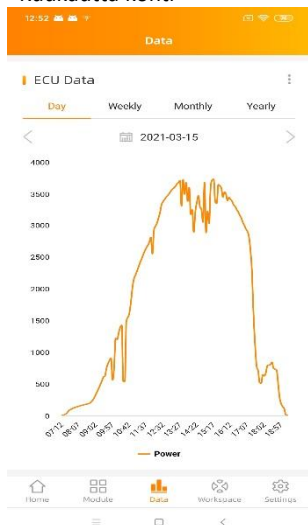 12:52
Data
ECU Data
Day Weekly Monthly Yearly
2021-03-15
4000
3500
3000
2500
2000
1500
1000
500
0
07:12 08:07 09:02 09:57 10:42 11:37 12:32 13:27 14:22 15:17 16:12 17:07 18:02 18:57
Power
Home Module Data Workspace Settings